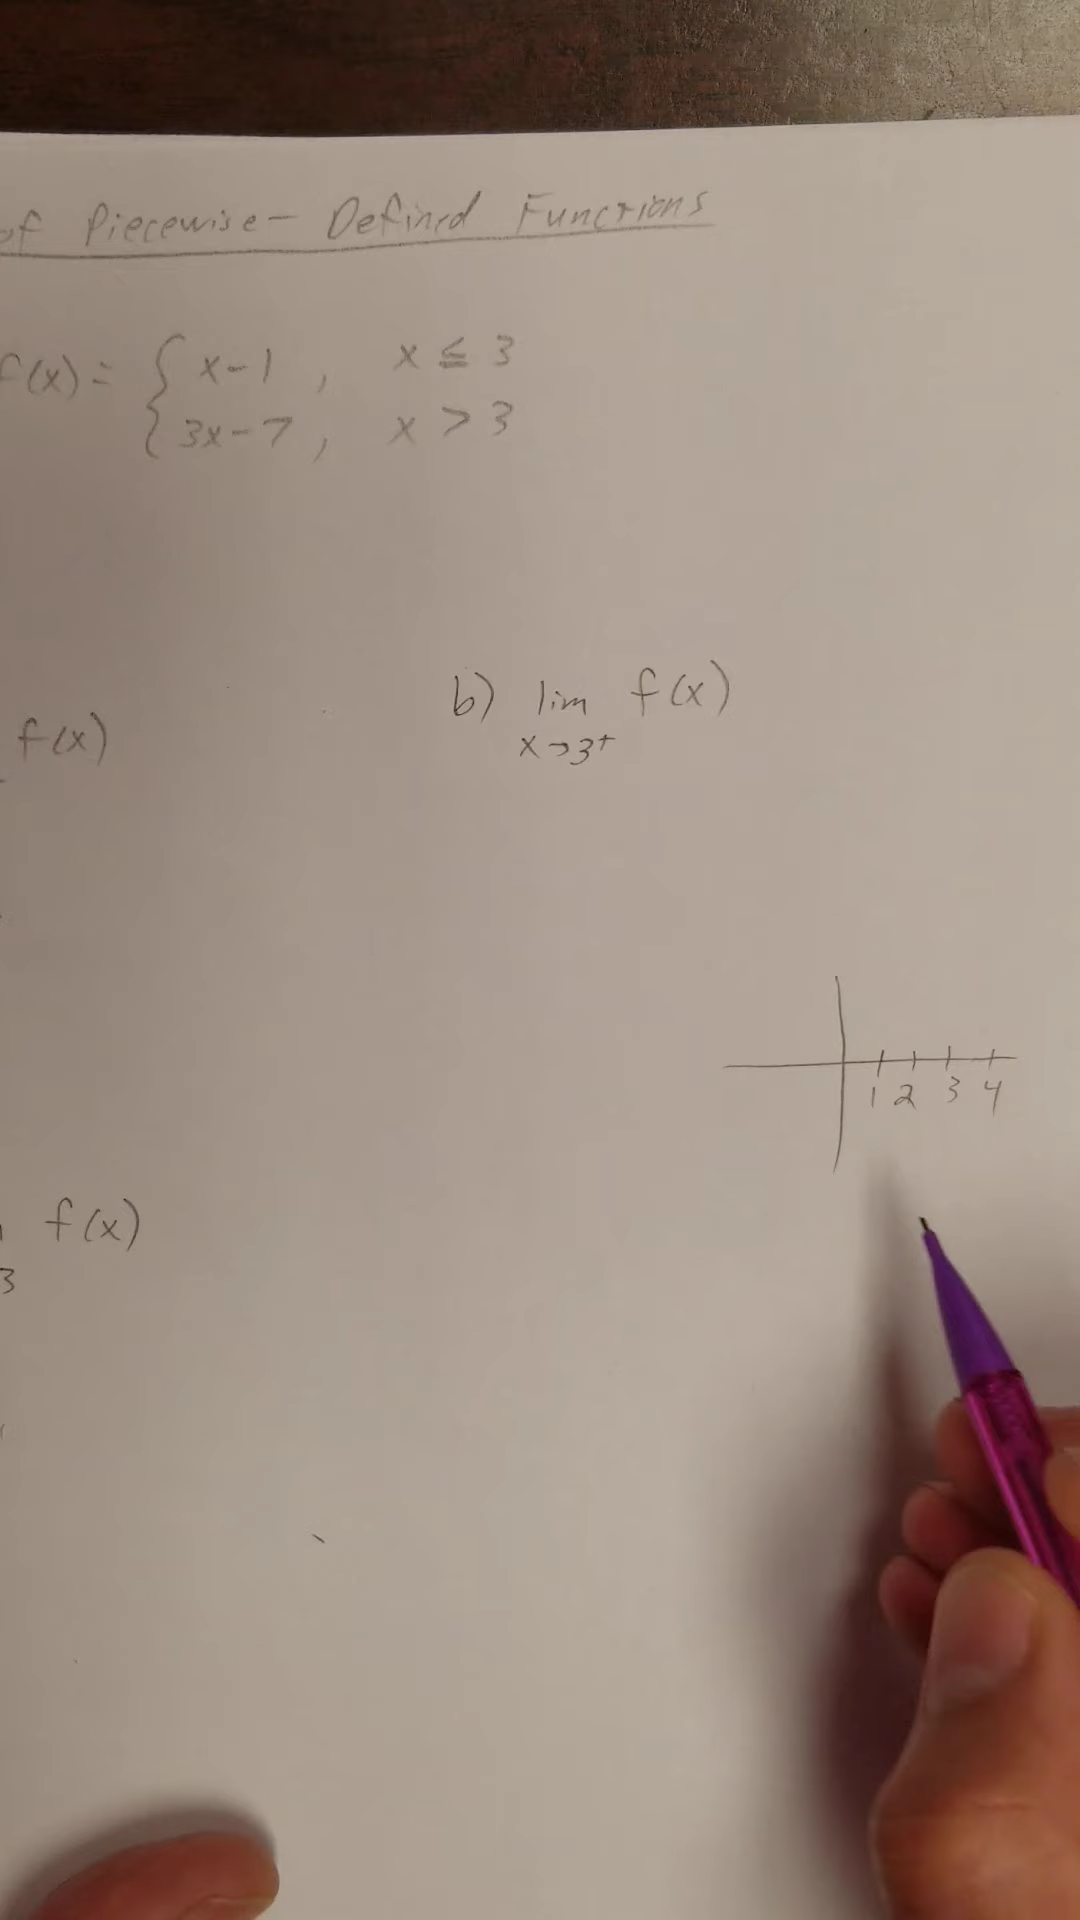 of Piecewise- Defined Functions
f(x) = { x-1 , x ≤ 3
3x-7 , x > 3
f(x)
b) lim f(x)
x→3+
1 2 3 4
f(x)
3